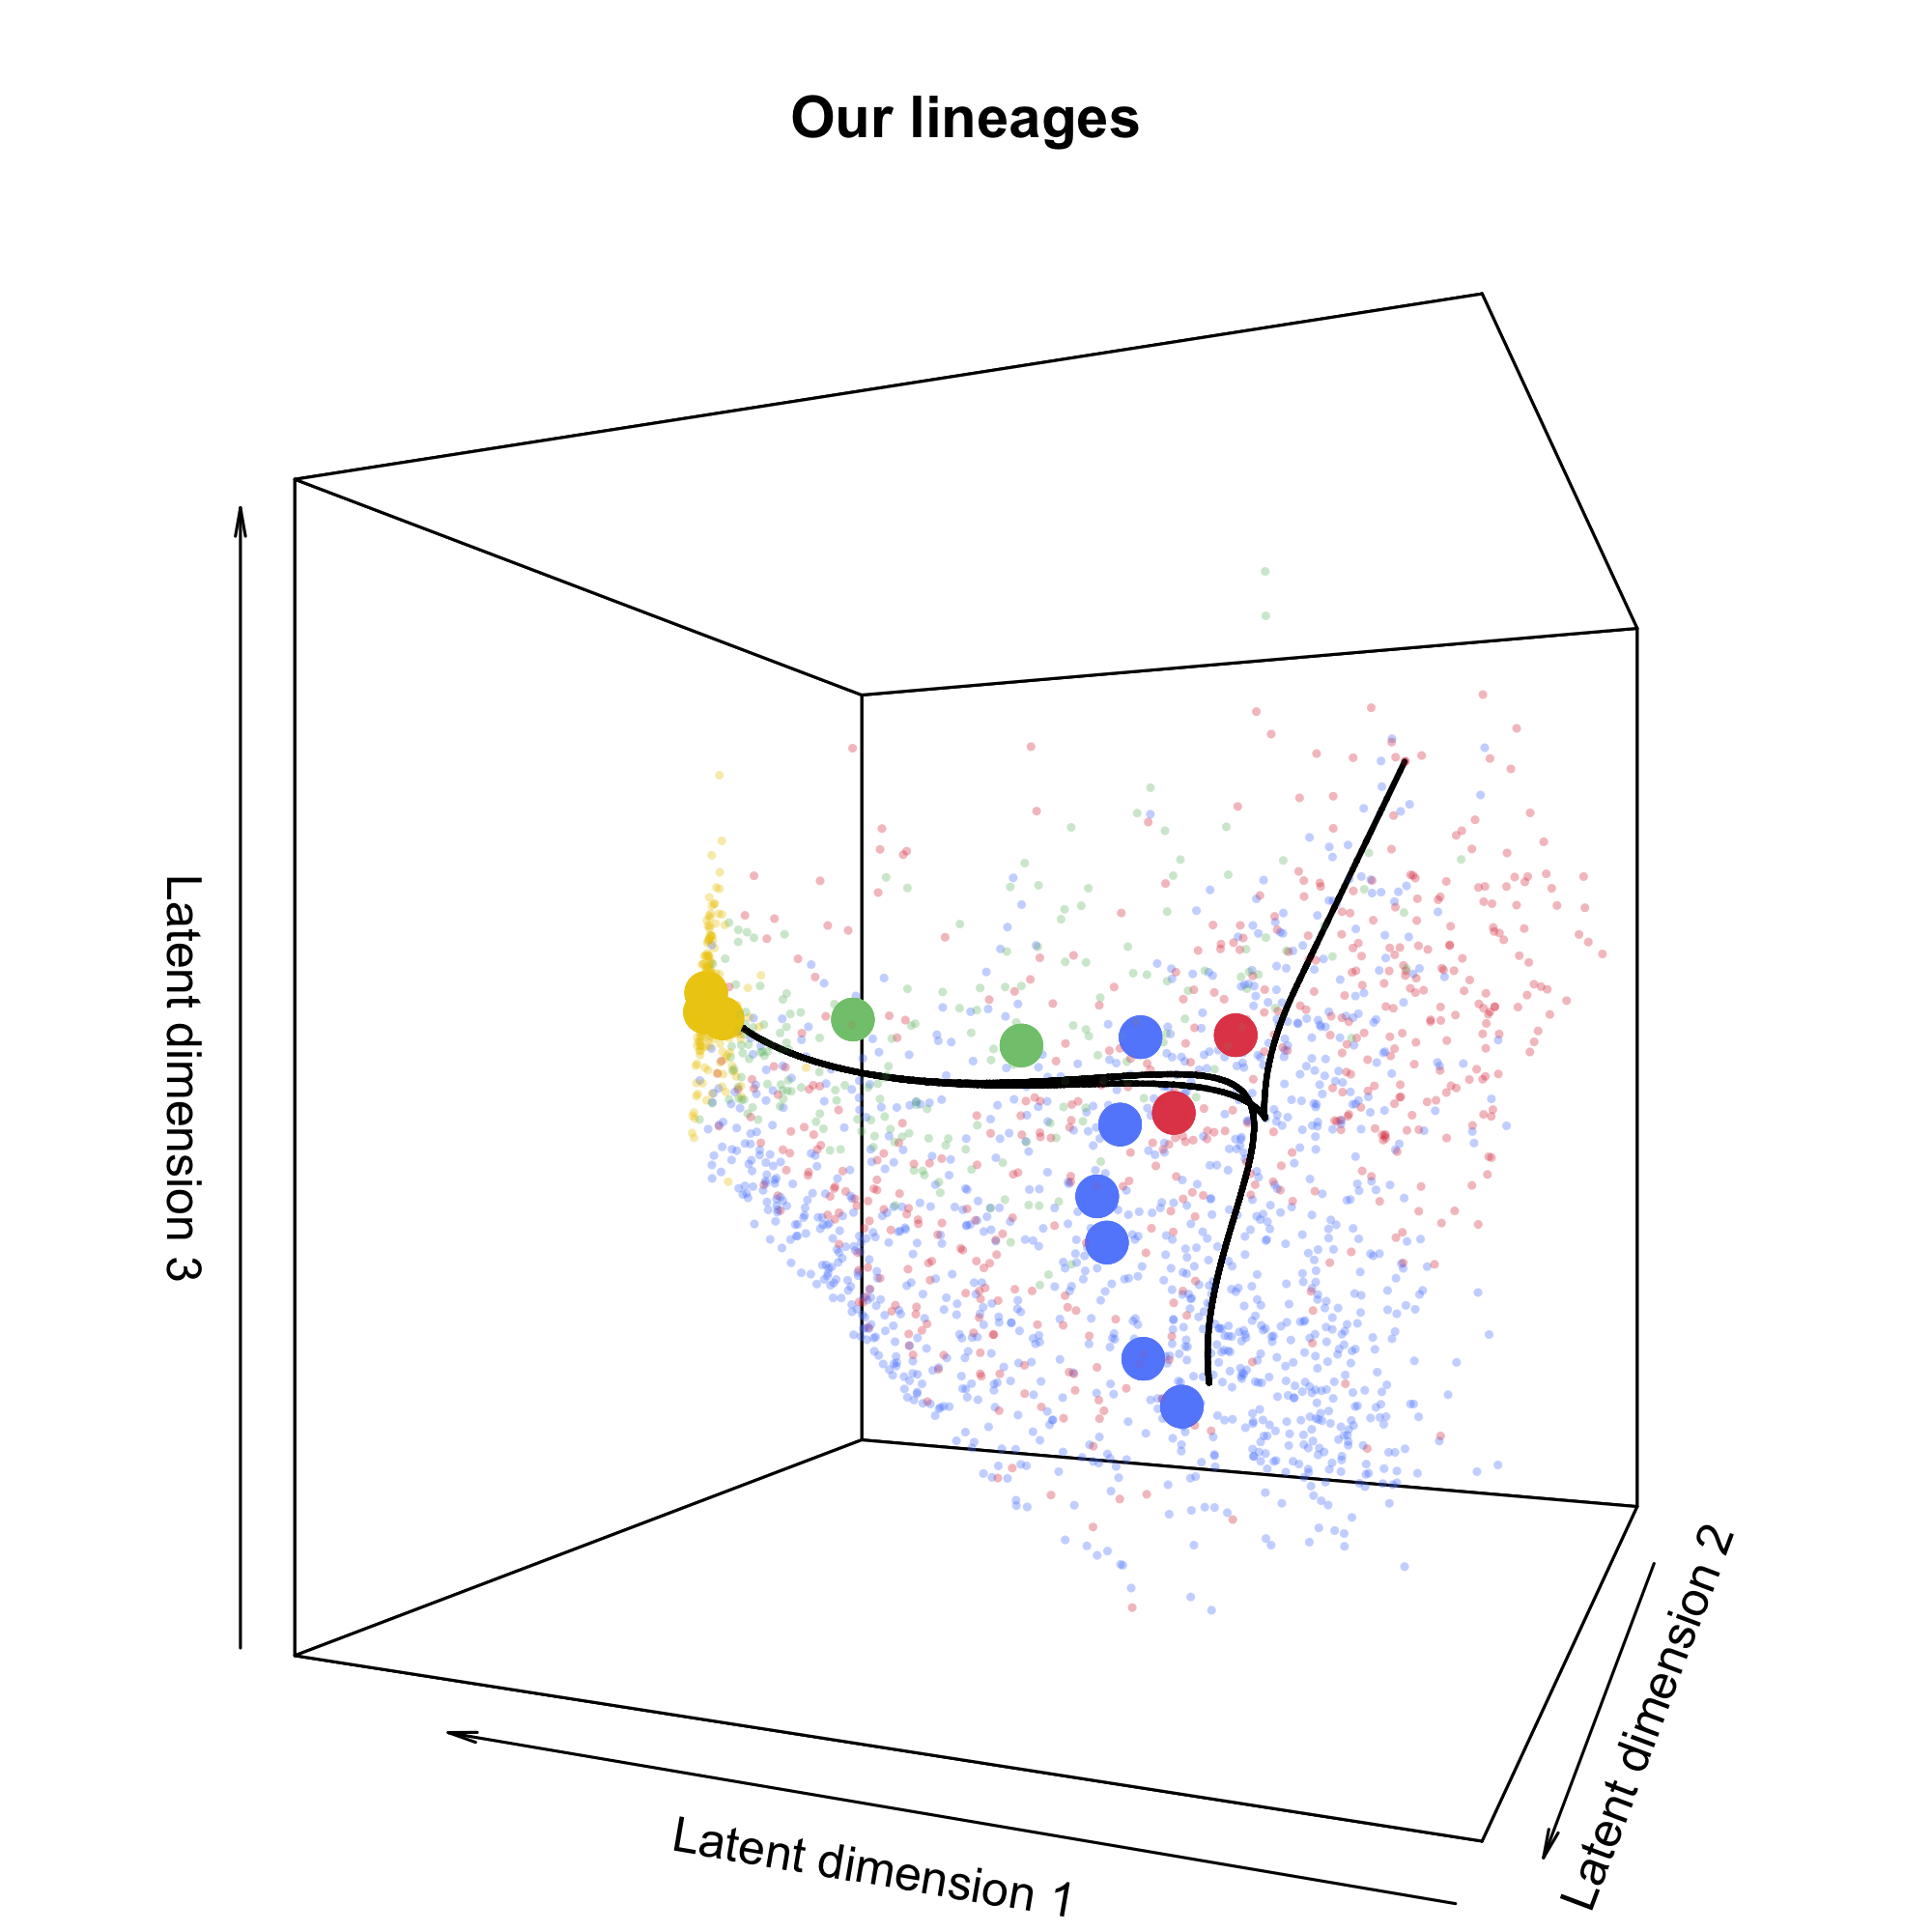 Our lineages
Latent dimension 3
Latent dimension 2
Latent dimension 1